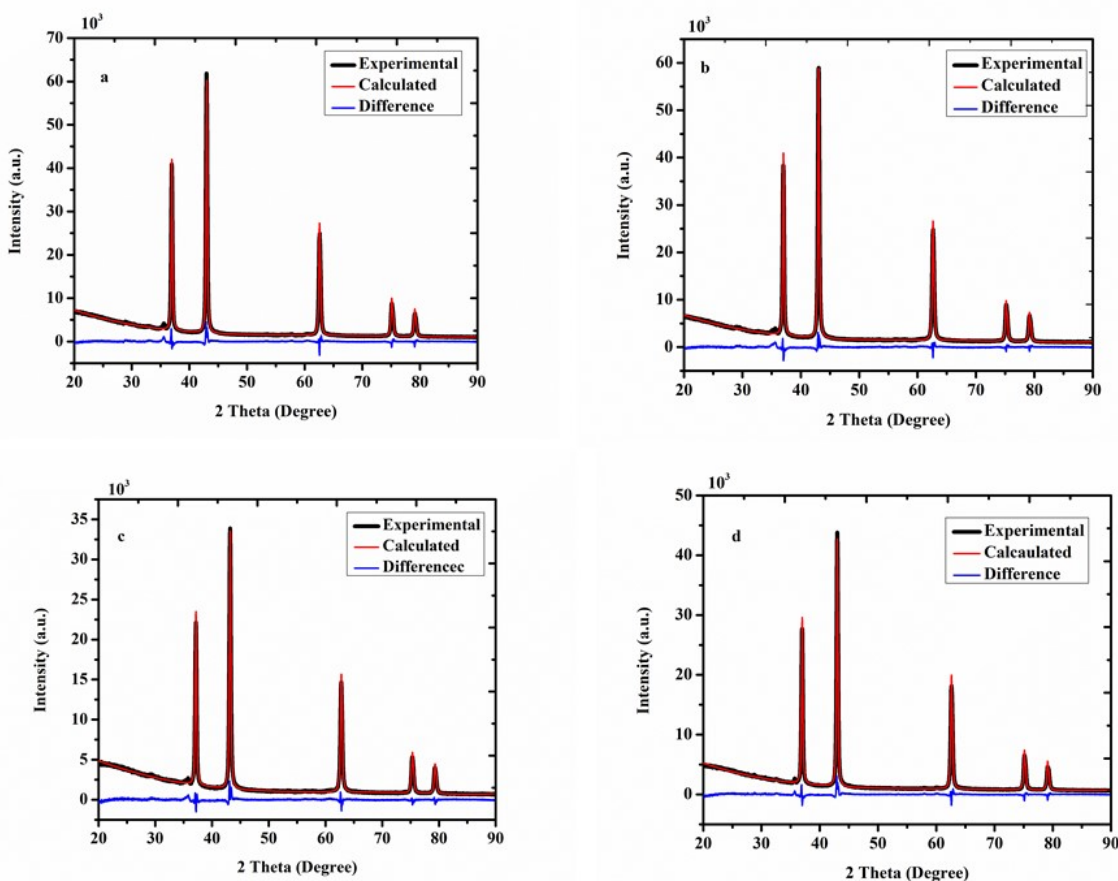 10³
70
60
50
40
30
20
10
0
20 30 40 50 60 70 80 90
Intensity (a.u.)
2 Theta (Degree)
a
Experimental
Calculated
Difference
10³
60
50
40
30
20
10
0
20 30 40 50 60 70 80 90
Intensity (a.u.)
2 Theta (Degree)
b
Experimental
Calculated
Difference
10³
35
30
25
20
15
10
5
0
20 30 40 50 60 70 80 90
Intensity (a.u.)
2 Theta (Degree)
c
Experimental
Calculated
Differencec
10³
50
40
30
20
10
0
20 30 40 50 60 70 80 90
Intensity (a.u.)
2 Theta (Degree)
d
Experimental
Calcaulated
Difference